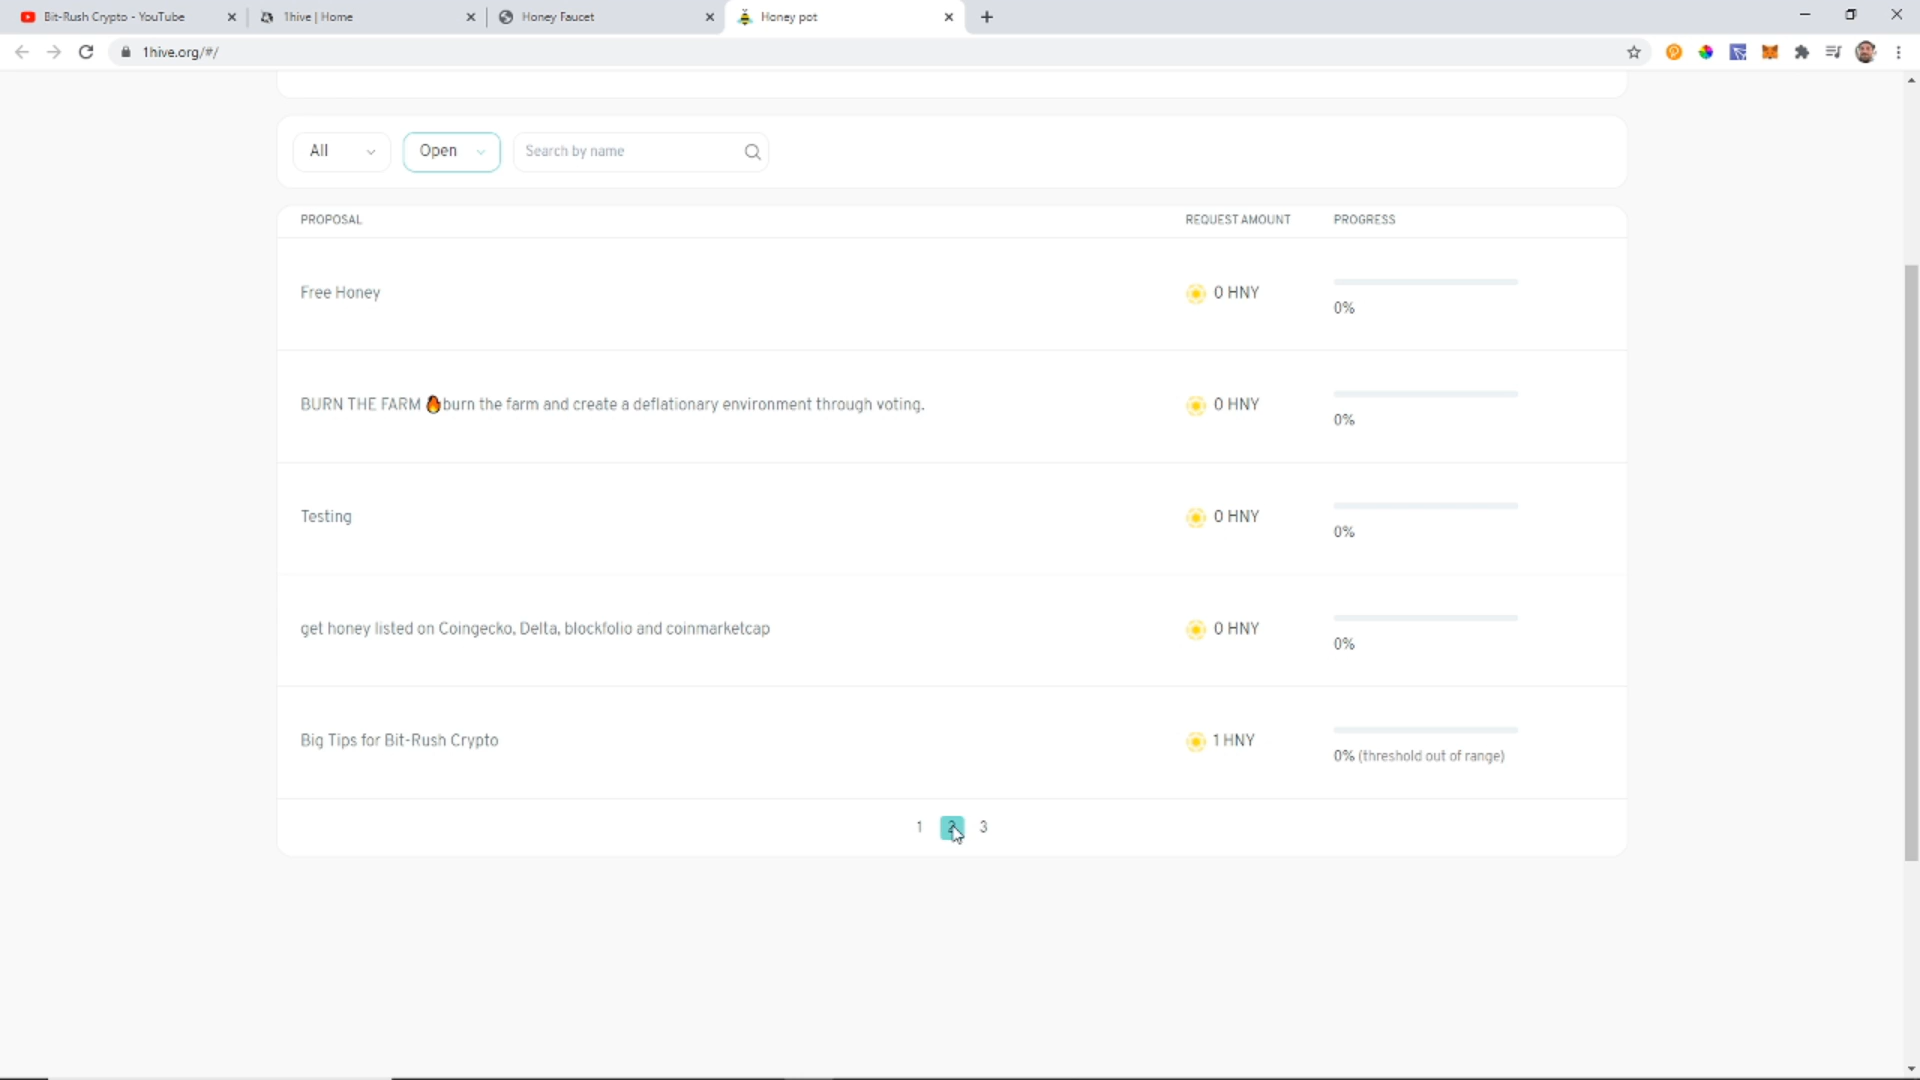 Bit-Rush Crypto - YouTube
1hive | Home
Honey Faucet
Honey pot
1hive.org/#/
All
Open
Search by name
PROPOSAL
REQUEST AMOUNT
PROGRESS
Free Honey
0 HNY
0%
BURN THE FARM 🔥burn the farm and create a deflationary environment through voting.
0 HNY
0%
Testing
0 HNY
0%
get honey listed on Coingecko, Delta, blockfolio and coinmarketcap
0 HNY
0%
Big Tips for Bit-Rush Crypto
1 HNY
0% (threshold out of range)
1 2 3